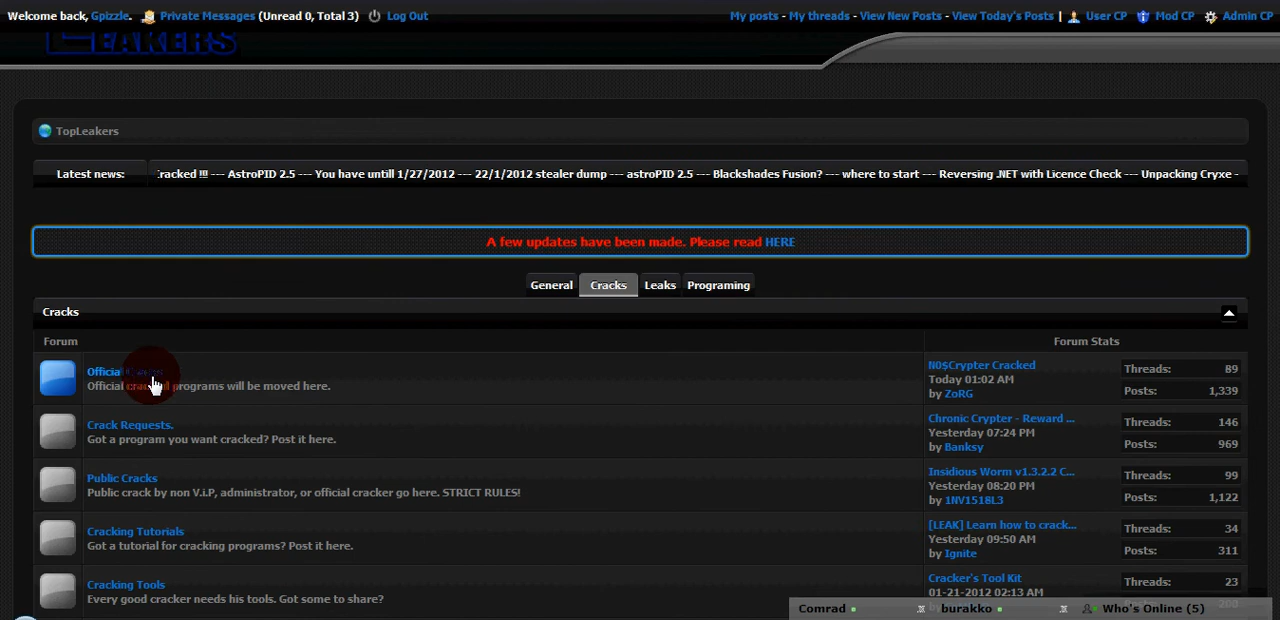 Welcome back, Gpizzle. Private Messages (Unread 0, Total 3) Log Out
My posts - My threads - View New Posts - View Today's Posts | User CP Mod CP Admin CP
LEAKERS
TopLeakers
Latest news: Cracked !!! --- AstroPID 2.5 --- You have untill 1/27/2012 --- 22/1/2012 stealer dump --- astroPID 2.5 --- Blackshades Fusion? --- where to start --- Reversing .NET with Licence Check --- Unpacking Cryxe -
A few updates have been made. Please read HERE
General Cracks Leaks Programing
Cracks
Forum Forum Stats
Official
Official programs will be moved here.
N0$Crypter Cracked
Today 01:02 AM
by ZoRG
Threads: 89
Posts: 1,339
Crack Requests.
Got a program you want cracked? Post it here.
Chronic Crypter - Reward ...
Yesterday 07:24 PM
by Banksy
Threads: 146
Posts: 969
Public Cracks
Public crack by non V.i.P, administrator, or official cracker go here. STRICT RULES!
Insidious Worm v1.3.2.2 C...
Yesterday 08:20 PM
by 1NV1518L3
Threads: 99
Posts: 1,122
Cracking Tutorials
Got a tutorial for cracking programs? Post it here.
[LEAK] Learn how to crack...
Yesterday 09:50 AM
by Ignite
Threads: 34
Posts: 311
Cracking Tools
Every good cracker needs his tools. Got some to share?
Cracker's Tool Kit
01-21-2012 02:13 AM
Threads: 23
Comrad burakko Who's Online (5)